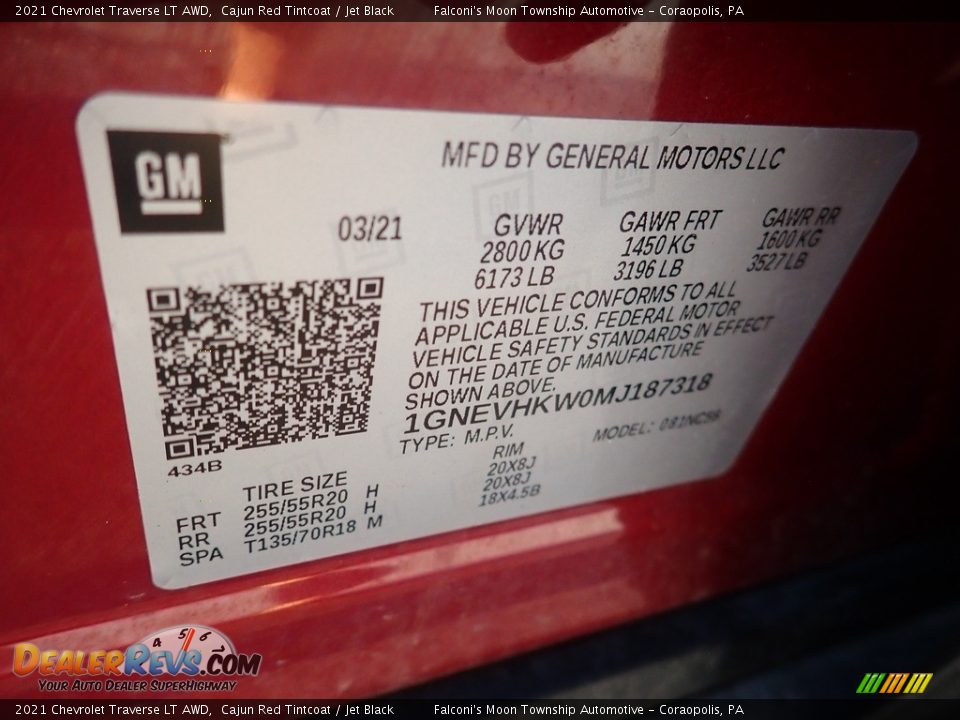 2021 Chevrolet Traverse LT AWD, Cajun Red Tintcoat / Jet Black Falconi's Moon Township Automotive - Coraopolis, PA
GM
MFD BY GENERAL MOTORS LLC
03/21
GVWR GAWR FRT GAWR RR
2800 KG 1450 KG 1600 KG
6173 LB 3196 LB 3527 LB
THIS VEHICLE CONFORMS TO ALL
APPLICABLE U.S. FEDERAL MOTOR
VEHICLE SAFETY STANDARDS IN EFFECT
ON THE DATE OF MANUFACTURE
SHOWN ABOVE.
1GNEVHKW0MJ187318
TYPE: M.P.V. MODEL:
434B
TIRE SIZE RIM
FRT 255/55R20 H 20X8J
RR 255/55R20 H 20X8J
SPA T135/70R18 M 18X4.5B
4 5 6
DealerRevs.com
Your Auto Dealer SuperHighway
2021 Chevrolet Traverse LT AWD, Cajun Red Tintcoat / Jet Black Falconi's Moon Township Automotive - Coraopolis, PA